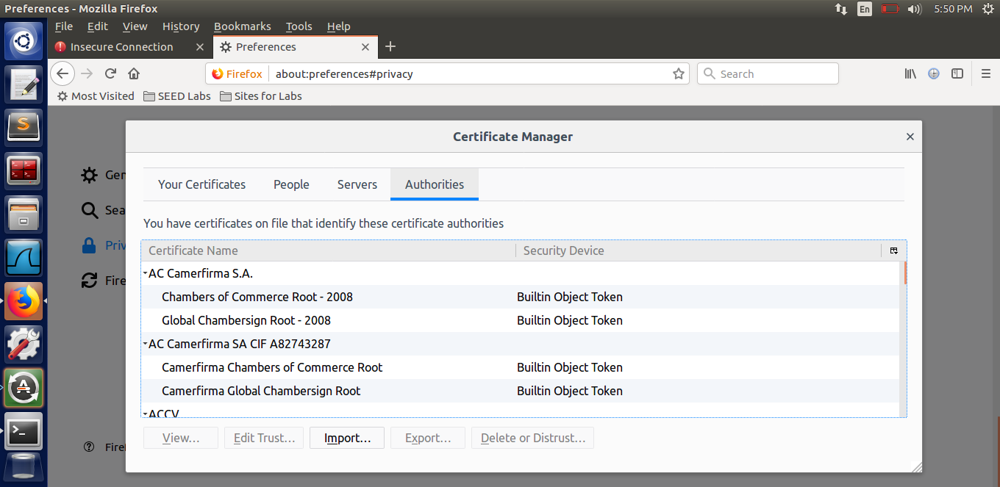 Preferences - Mozilla Firefox
En
5:50 PM
File Edit View History Bookmarks Tools Help
Insecure Connection
Preferences
Firefox
about:preferences#privacy
Search
Most Visited
SEED Labs
Sites for Labs
Certificate Manager
Your Certificates
People
Servers
Authorities
You have certificates on file that identify these certificate authorities
Certificate Name
Security Device
AC Camerfirma S.A.
Chambers of Commerce Root - 2008 Builtin Object Token
Global Chambersign Root - 2008 Builtin Object Token
AC Camerfirma SA CIF A82743287
Camerfirma Chambers of Commerce Root Builtin Object Token
Camerfirma Global Chambersign Root Builtin Object Token
ACCV
View…
Edit Trust…
Import…
Export…
Delete or Distrust…
Gen
Sea
Priv
Fire
Firef